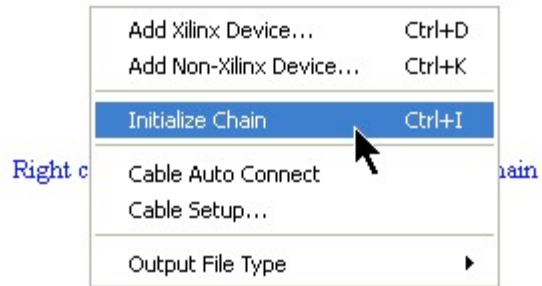 Add Xilinx Device... Ctrl+D
Add Non-Xilinx Device... Ctrl+K
Initialize Chain Ctrl+I
Right c
hain
Cable Auto Connect
Cable Setup...
Output File Type